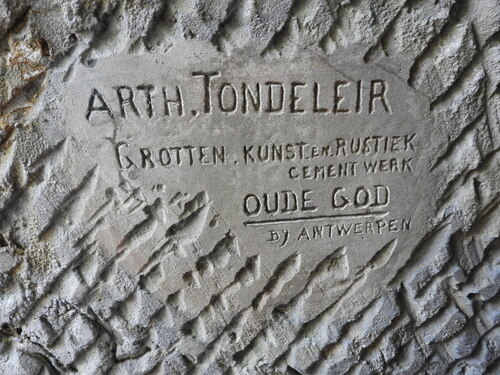 ARTH. TONDELEIR
GROTTEN. KUNST. EN. RUSTIEK
CEMENT WERK
OUDE GOD
By ANTWERPEN